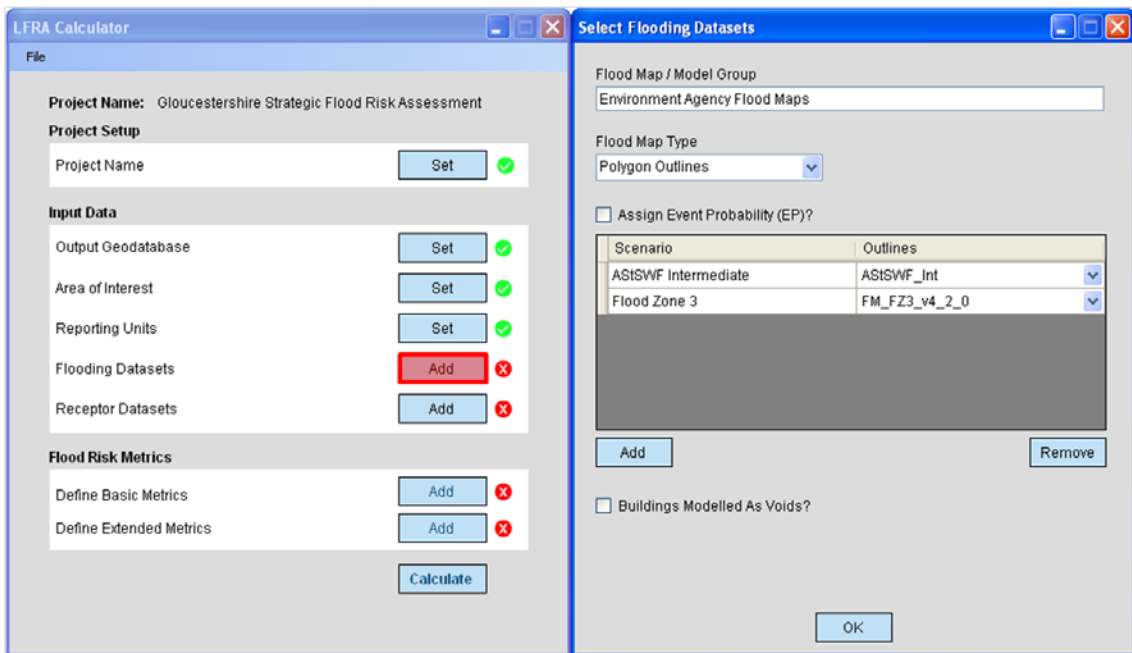 LFRA Calculator
File
Project Name: Gloucestershire Strategic Flood Risk Assessment
Project Setup
Project Name Set
Input Data
Output Geodatabase Set
Area of Interest Set
Reporting Units Set
Flooding Datasets Add
Receptor Datasets Add
Flood Risk Metrics
Define Basic Metrics Add
Define Extended Metrics Add
Calculate
Select Flooding Datasets
Flood Map / Model Group
Environment Agency Flood Maps
Flood Map Type
Polygon Outlines
Assign Event Probability (EP)?
Scenario Outlines
AStSWF Intermediate AStSWF_Int
Flood Zone 3 FM_FZ3_v4_2_0
Add Remove
Buildings Modelled As Voids?
OK